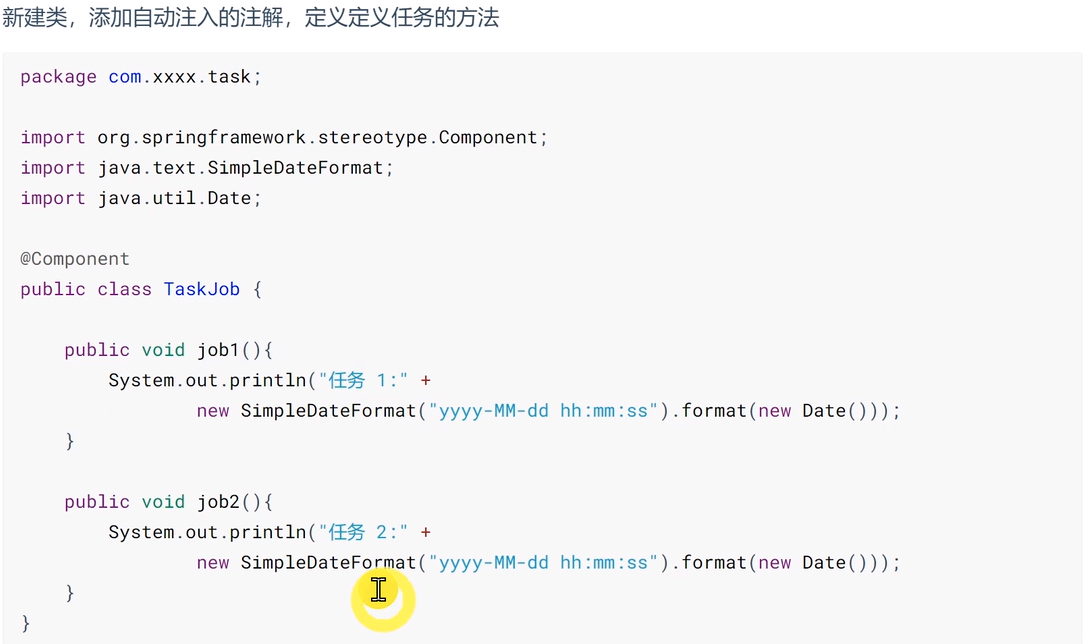 新建类，添加自动注入的注解，定义定义任务的方法
package com.xxxx.task;
import org.springframework.stereotype.Component;
import java.text.SimpleDateFormat;
import java.util.Date;
@Component
public class TaskJob {
    public void job1(){
        System.out.println("任务 1:" +
                new SimpleDateFormat("yyyy-MM-dd hh:mm:ss").format(new Date()));
    }
    public void job2(){
        System.out.println("任务 2:" +
                new SimpleDateFormat("yyyy-MM-dd hh:mm:ss").format(new Date()));
    }
}